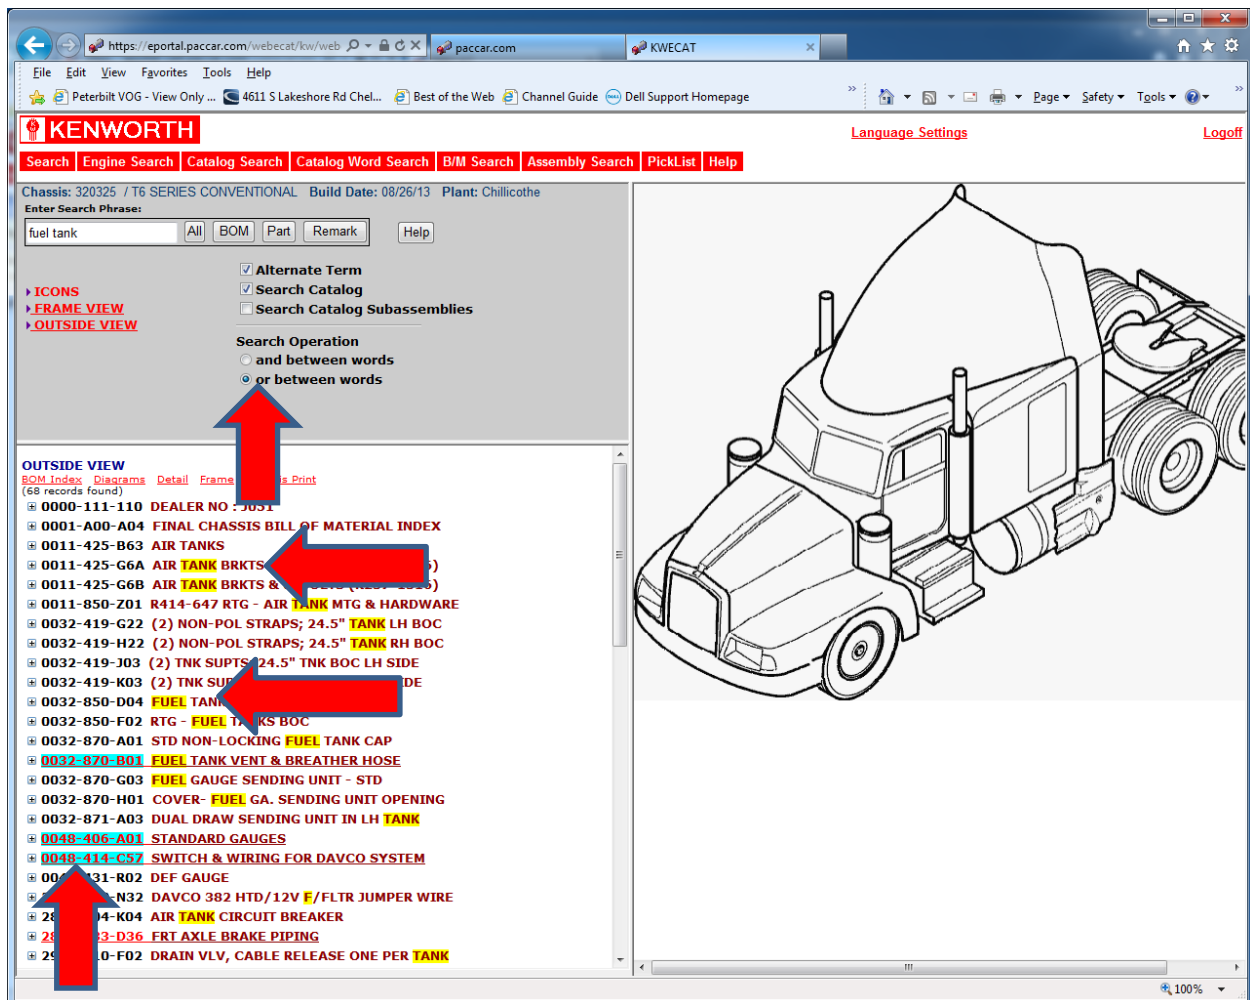 https://eportal.paccar.com/webecat/kw/web
paccar.com
KWECAT
File Edit View Favorites Tools Help
Peterbilt VOG - View Only ... 4611 S Lakeshore Rd Chel... Best of the Web Channel Guide Dell Support Homepage
Page Safety Tools
KENWORTH
Language Settings
Logoff
Search Engine Search Catalog Search Catalog Word Search B/M Search Assembly Search PickList Help
Chassis: 320325 / T6 SERIES CONVENTIONAL Build Date: 08/26/13 Plant: Chillicothe
Enter Search Phrase:
fuel tank All BOM Part Remark Help
Alternate Term
ICONS
Search Catalog
FRAME VIEW
Search Catalog Subassemblies
OUTSIDE VIEW
Search Operation
and between words
or between words
OUTSIDE VIEW
BOM Index Diagrams Detail Frame Print
(68 records found)
0000-111-110 DEALER NO : J051
0001-A00-A04 FINAL CHASSIS BILL OF MATERIAL INDEX
0011-425-B63 AIR TANKS
0011-425-G6A AIR TANK BRKTS
0011-425-G6B AIR TANK BRKTS &
0011-850-Z01 R414-647 RTG - AIR TANK MTG & HARDWARE
0032-419-G22 (2) NON-POL STRAPS; 24.5" TANK LH BOC
0032-419-H22 (2) NON-POL STRAPS; 24.5" TANK RH BOC
0032-419-J03 (2) TNK SUPTS 24.5" TNK BOC LH SIDE
0032-419-K03 (2) TNK
0032-850-D04 FUEL
0032-850-F02 RTG - FUEL TANKS BOC
0032-870-A01 STD NON-LOCKING FUEL TANK CAP
0032-870-B01 FUEL TANK VENT & BREATHER HOSE
0032-870-G03 FUEL GAUGE SENDING UNIT - STD
0032-870-H01 COVER- FUEL GA. SENDING UNIT OPENING
0032-871-A03 DUAL DRAW SENDING UNIT IN LH TANK
0048-406-A01 STANDARD GAUGES
0048-414-C57 SWITCH & WIRING FOR DAVCO SYSTEM
DEF GAUGE
DAVCO 382 HTD/12V F/FLTR JUMPER WIRE
AIR TANK CIRCUIT BREAKER
FRT AXLE BRAKE PIPING
DRAIN VLV, CABLE RELEASE ONE PER TANK
100%